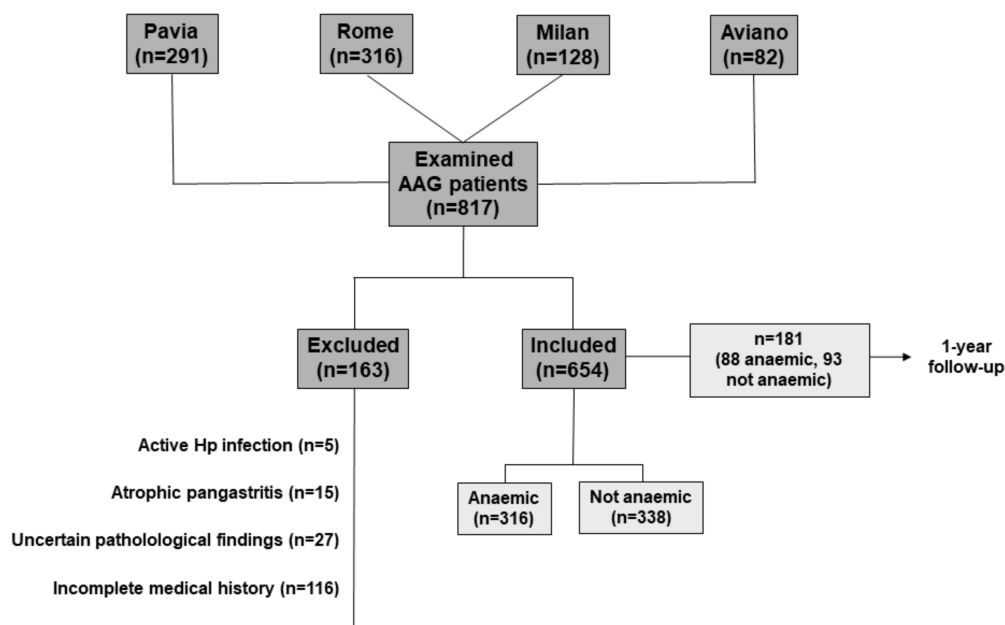 Pavia
(n=291)
Rome
(n=316)
Milan
(n=128)
Aviano
(n=82)
Examined
AAG patients
(n=817)
Excluded
(n=163)
Included
(n=654)
n=181
(88 anaemic, 93
not anaemic)
1-year
follow-up
Active Hp infection (n=5)
Atrophic pangastritis (n=15)
Uncertain patholological findings (n=27)
Incomplete medical history (n=116)
Anaemic
(n=316)
Not anaemic
(n=338)